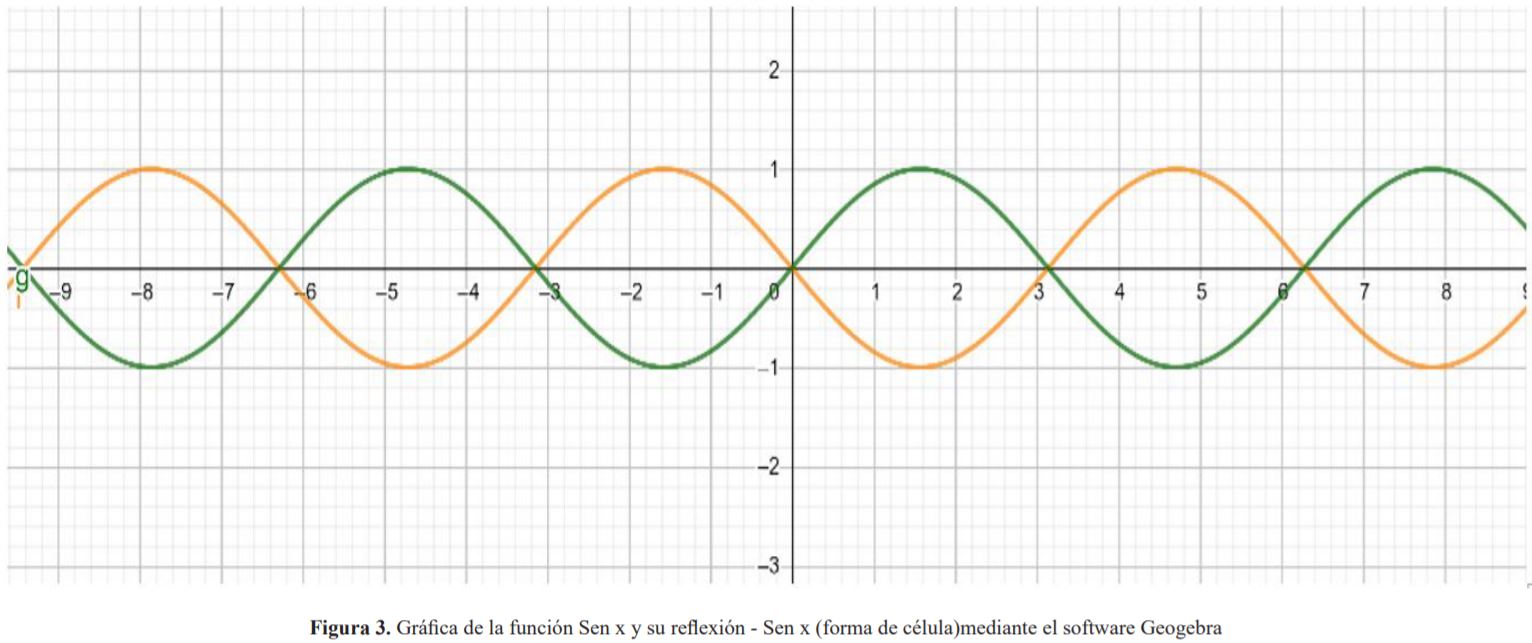 2
1
g
–9 –8 –7 –6 –5 –4 –3 –2 –1 0 1 2 3 4 5 6 7 8 9
–1
–2
–3
Figura 3. Gráfica de la función Sen x y su reflexión - Sen x (forma de célula)mediante el software Geogebra